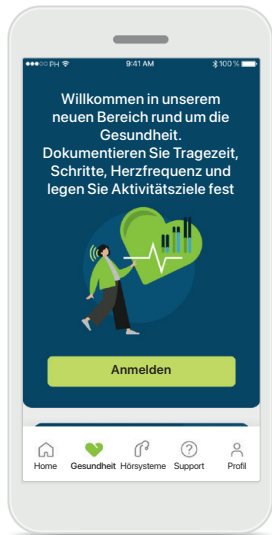 PH 9:41 AM 100%
Willkommen in unserem
neuen Bereich rund um die
Gesundheit.
Dokumentieren Sie Tragezeit,
Schritte, Herzfrequenz und
legen Sie Aktivitätsziele fest
Anmelden
Home Gesundheit Hörsysteme Support Profil